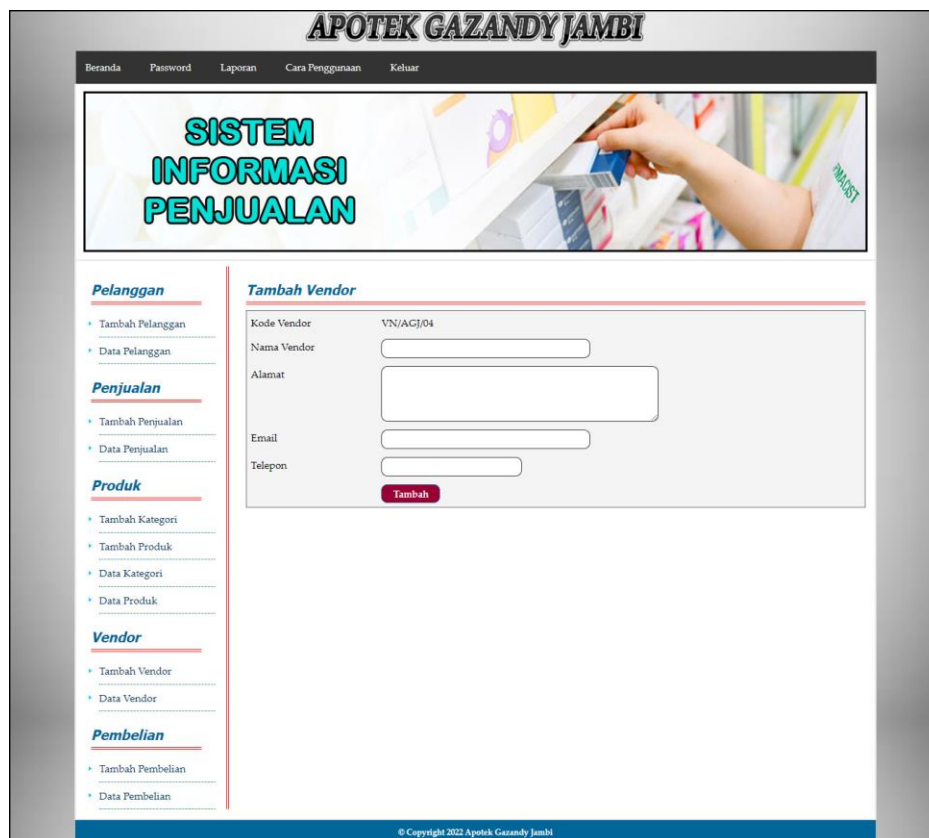 APOTEK GAZANDY JAMBI
Beranda Password Laporan Cara Penggunaan Keluar
SISTEM
INFORMASI
PENJUALAN
Pelanggan
Tambah Pelanggan
Data Pelanggan
Penjualan
Tambah Penjualan
Data Penjualan
Produk
Tambah Kategori
Tambah Produk
Data Kategori
Data Produk
Vendor
Tambah Vendor
Data Vendor
Pembelian
Tambah Pembelian
Data Pembelian
Tambah Vendor
Kode Vendor VN/AGJ/04
Nama Vendor
Alamat
Email
Telepon
Tambah
© Copyright 2022 Apotek Gazandy Jambi